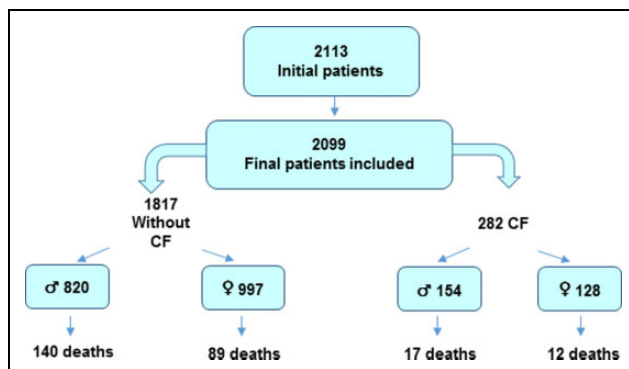 2113
Initial patients
2099
Final patients included
1817
Without
CF
282 CF
♂ 820
♀ 997
♂ 154
♀ 128
140 deaths
89 deaths
17 deaths
12 deaths